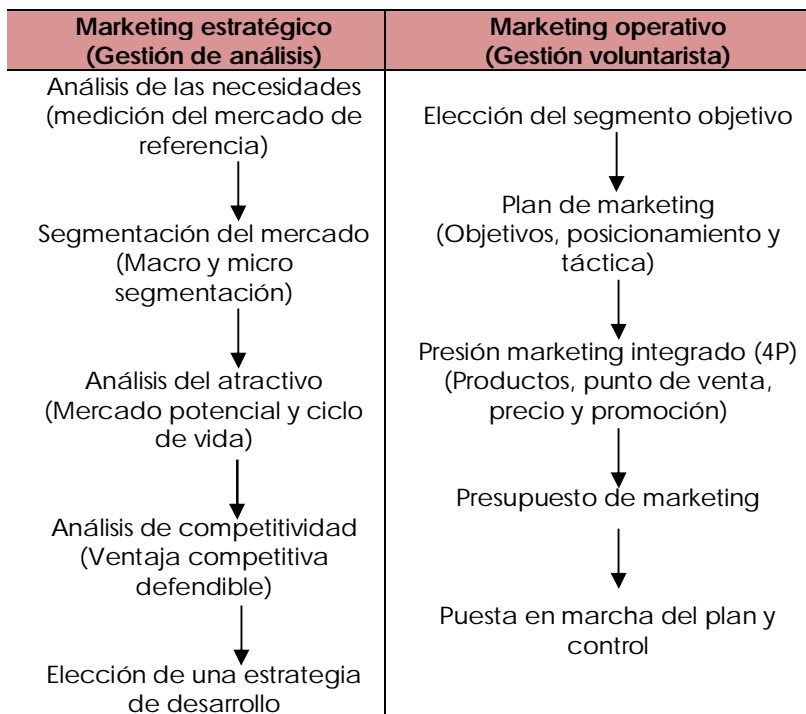 Marketing estratégico
(Gestión de análisis)
Análisis de las necesidades
(medición del mercado de
referencia)
Segmentación del mercado
(Macro y micro
segmentación)
Análisis del atractivo
(Mercado potencial y ciclo
de vida)
Análisis de competitividad
(Ventaja competitiva
defendible)
Elección de una estrategia
de desarrollo
Marketing operativo
(Gestión voluntarista)
Elección del segmento objetivo
Plan de marketing
(Objetivos, posicionamiento y
táctica)
Presión marketing integrado (4P)
(Productos, punto de venta,
precio y promoción)
Presupuesto de marketing
Puesta en marcha del plan y
control